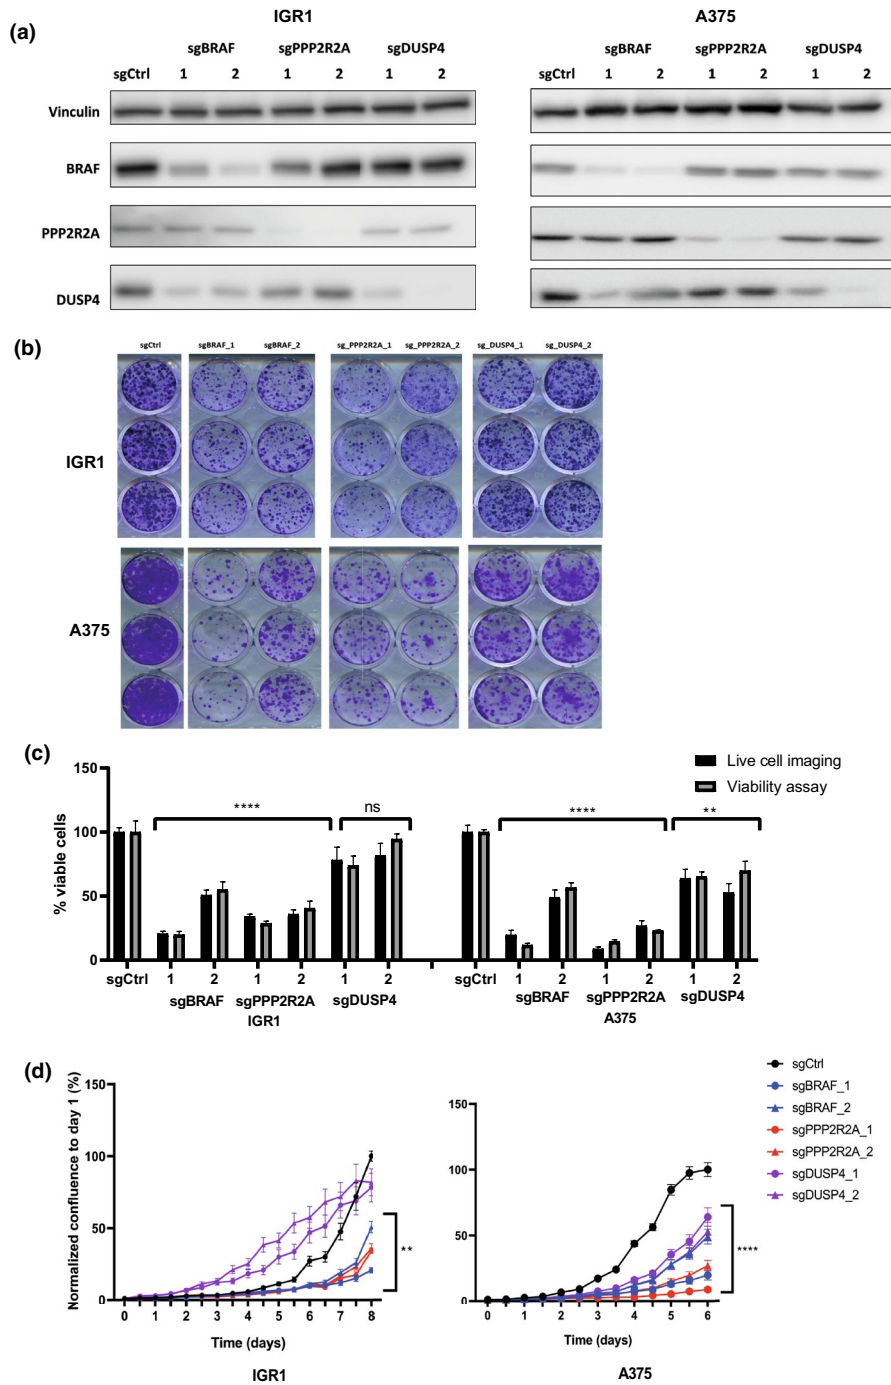 IGR1 A375
(a)
sgBRAF sgPPP2R2A sgDUSP4 sgBRAF sgPPP2R2A sgDUSP4
sgCtrl 1 2 1 2 1 2 sgCtrl 1 2 1 2 1 2
Vinculin
BRAF
PPP2R2A
DUSP4
(b)
sgCtrl sgBRAF_1 sgBRAF_2 sg_PPP2R2A_1 sg_PPP2R2A_2 sg_DUSP4_1 sg_DUSP4_2
IGR1
A375
(c)
Live cell imaging
Viability assay
% viable cells
150
100
50
0
**** ns **** **
sgCtrl 1 2 1 2 1 2 sgCtrl 1 2 1 2 1 2
sgBRAF sgPPP2R2A sgDUSP4 sgBRAF sgPPP2R2A sgDUSP4
IGR1 A375
(d)
Normalized confluence to day 1 (%)
150
100
50
0
**
0 1 2 3 4 5 6 7 8
Time (days)
IGR1
150
100
50
0
****
0 1 2 3 4 5 6
Time (days)
A375
sgCtrl
sgBRAF_1
sgBRAF_2
sgPPP2R2A_1
sgPPP2R2A_2
sgDUSP4_1
sgDUSP4_2